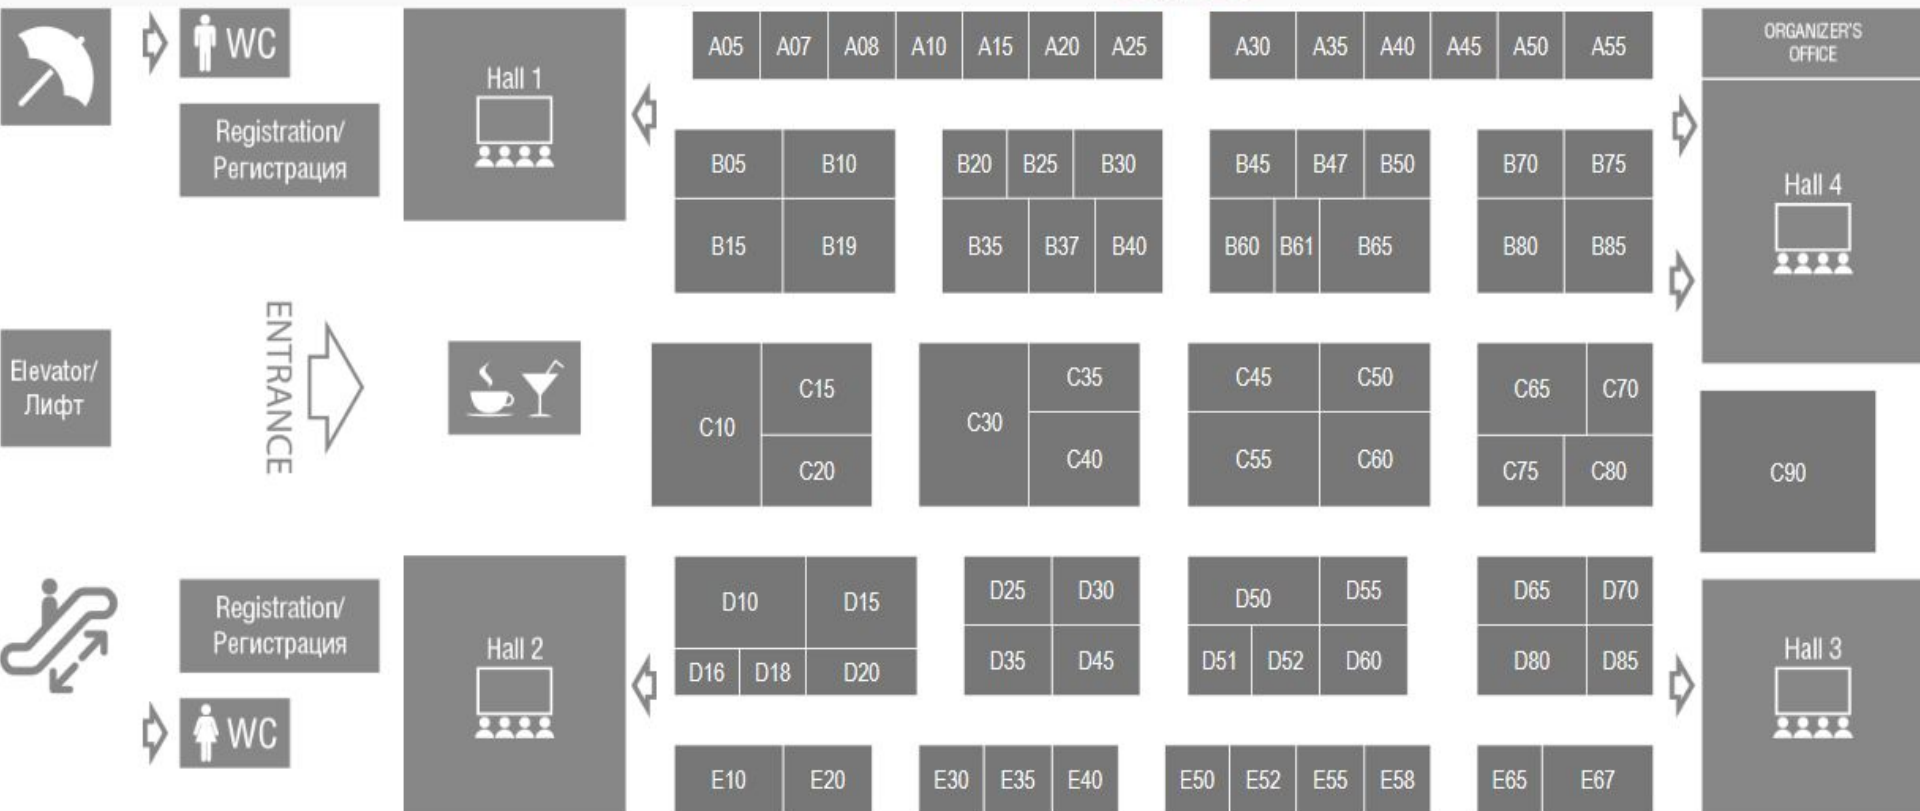 WC
Registration/
Регистрация
Hall 1
A05 A07 A08 A10 A15 A20 A25 A30 A35 A40 A45 A50 A55
ORGANIZER'S
OFFICE
B05 B10 B20 B25 B30 B45 B47 B50 B70 B75
Hall 4
B15 B19 B35 B37 B40 B60 B61 B65 B80 B85
Elevator/
Лифт
ENTRANCE
C35 C45 C50
C15 C65 C70
C10 C30
C40 C55 C60
C20 C75 C80 C90
Registration/
Регистрация
Hall 2
D10 D15 D25 D30 D50 D55 D65 D70
D16 D18 D20 D35 D45 D51 D52 D60 D80 D85
Hall 3
WC
E10 E20 E30 E35 E40 E50 E52 E55 E58 E65 E67